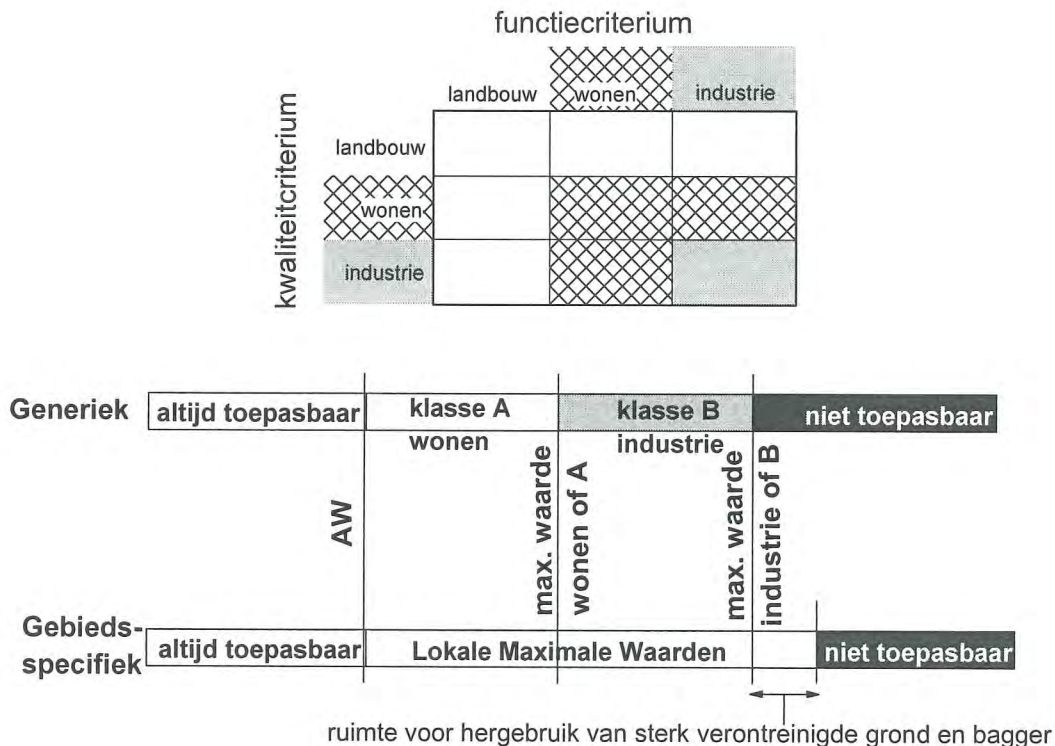 functiecriterium
landbouw wonen industrie
kwaliteitcriterium
landbouw
wonen
industrie
Generiek
altijd toepasbaar
klasse A
wonen
klasse B
industrie
niet toepasbaar
AW
max. waarde
wonen of A
max. waarde
industrie of B
Gebieds-
specifiek
altijd toepasbaar
Lokale Maximale Waarden
niet toepasbaar
ruimte voor hergebruik van sterk verontreinigde grond en bagger